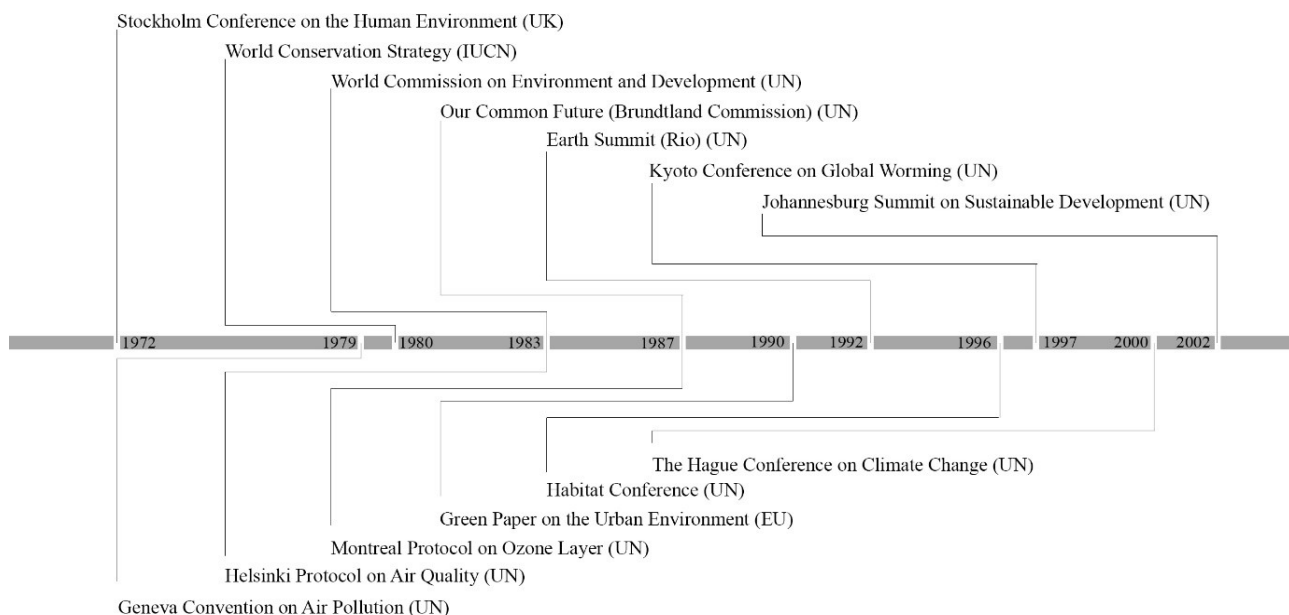 Stockholm Conference on the Human Environment (UK)
World Conservation Strategy (IUCN)
World Commission on Environment and Development (UN)
Our Common Future (Brundtland Commission) (UN)
Earth Summit (Rio) (UN)
Kyoto Conference on Global Worming (UN)
Johannesburg Summit on Sustainable Development (UN)
1972 1979 1980 1983 1987 1990 1992 1996 1997 2000 2002
The Hague Conference on Climate Change (UN)
Habitat Conference (UN)
Green Paper on the Urban Environment (EU)
Montreal Protocol on Ozone Layer (UN)
Helsinki Protocol on Air Quality (UN)
Geneva Convention on Air Pollution (UN)